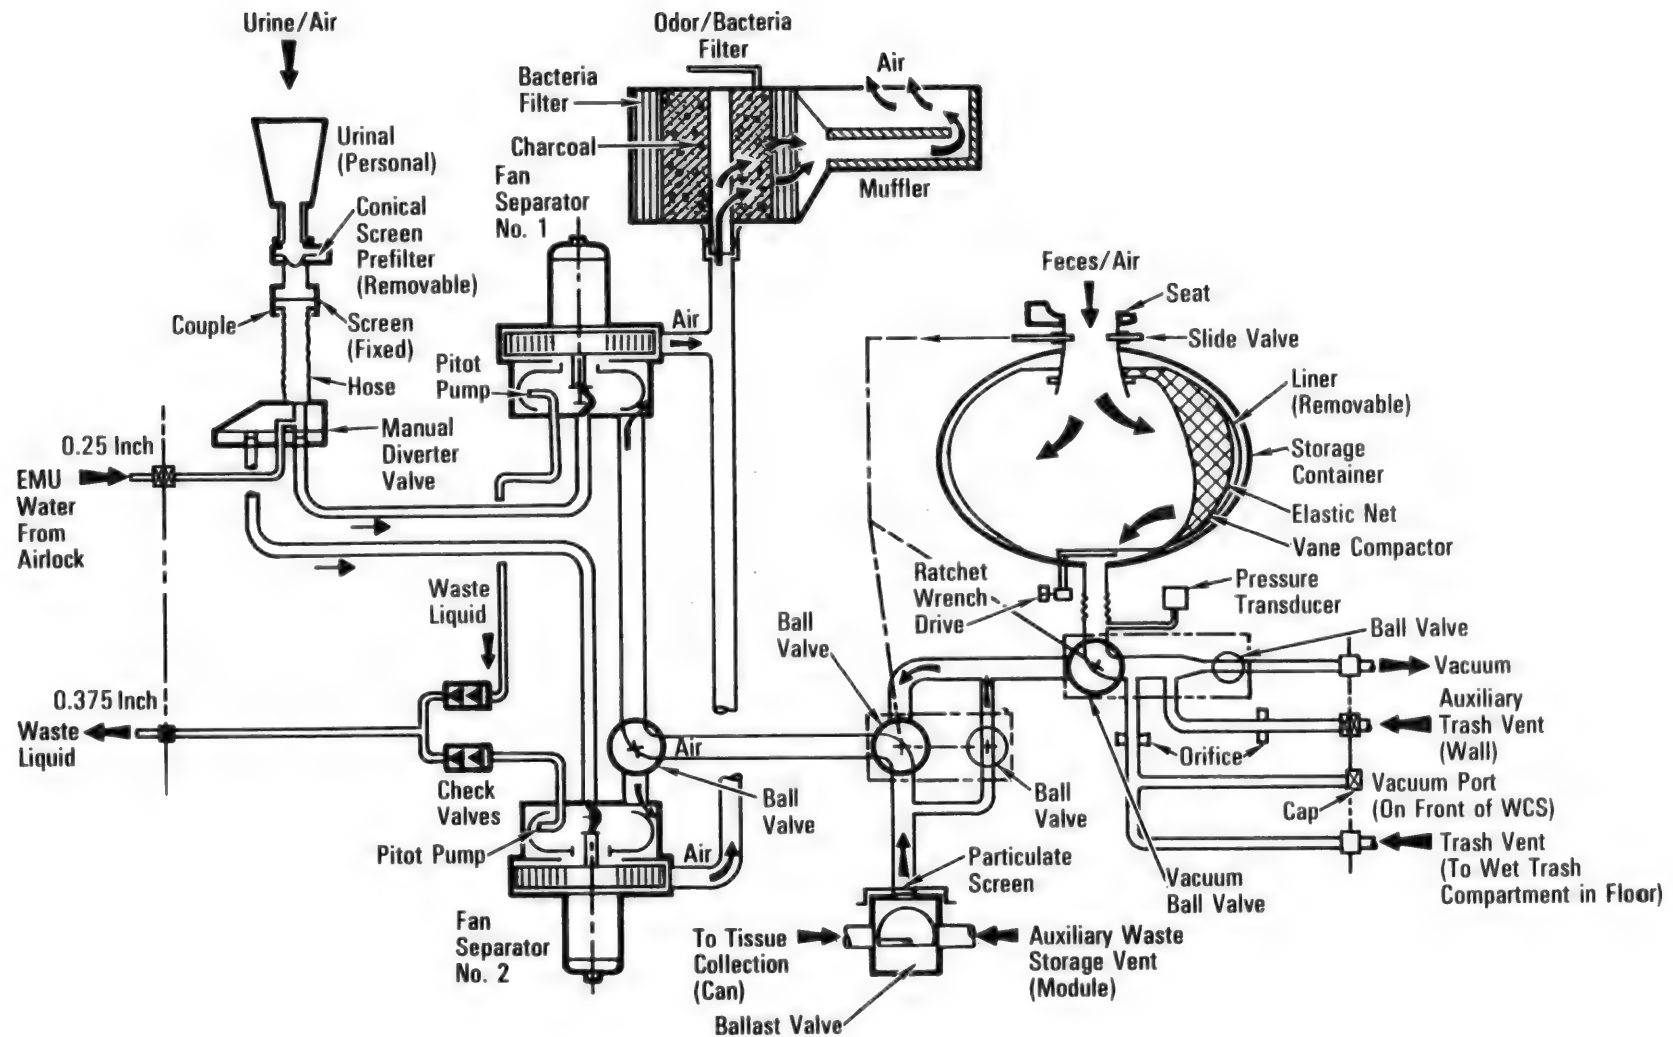 Urine/Air
Urinal
(Personal)
Conical
Screen
Prefilter
(Removable)
Couple
Screen
(Fixed)
Hose
Manual
Diverter
Valve
0.25 Inch
EMU
Water
From
Airlock
0.375 Inch
Waste
Liquid
Waste
Liquid
Check
Valves
Pitot
Pump
Fan
Separator
No. 1
Bacteria
Filter
Charcoal
Odor/Bacteria
Filter
Air
Muffler
Air
Air
Ball
Valve
Pitot Pump
Air
Fan
Separator
No. 2
Feces/Air
Seat
Slide Valve
Liner
(Removable)
Storage
Container
Elastic Net
Vane Compactor
Ratchet
Wrench
Drive
Pressure
Transducer
Ball
Valve
Ball Valve
Vacuum
Auxiliary
Trash Vent
(Wall)
Orifice
Ball
Valve
Cap
Vacuum Port
(On Front of WCS)
Trash Vent
(To Wet Trash
Compartment in Floor)
Particulate
Screen
Vacuum
Ball Valve
To Tissue
Collection
(Can)
Auxiliary Waste
Storage Vent
(Module)
Ballast Valve